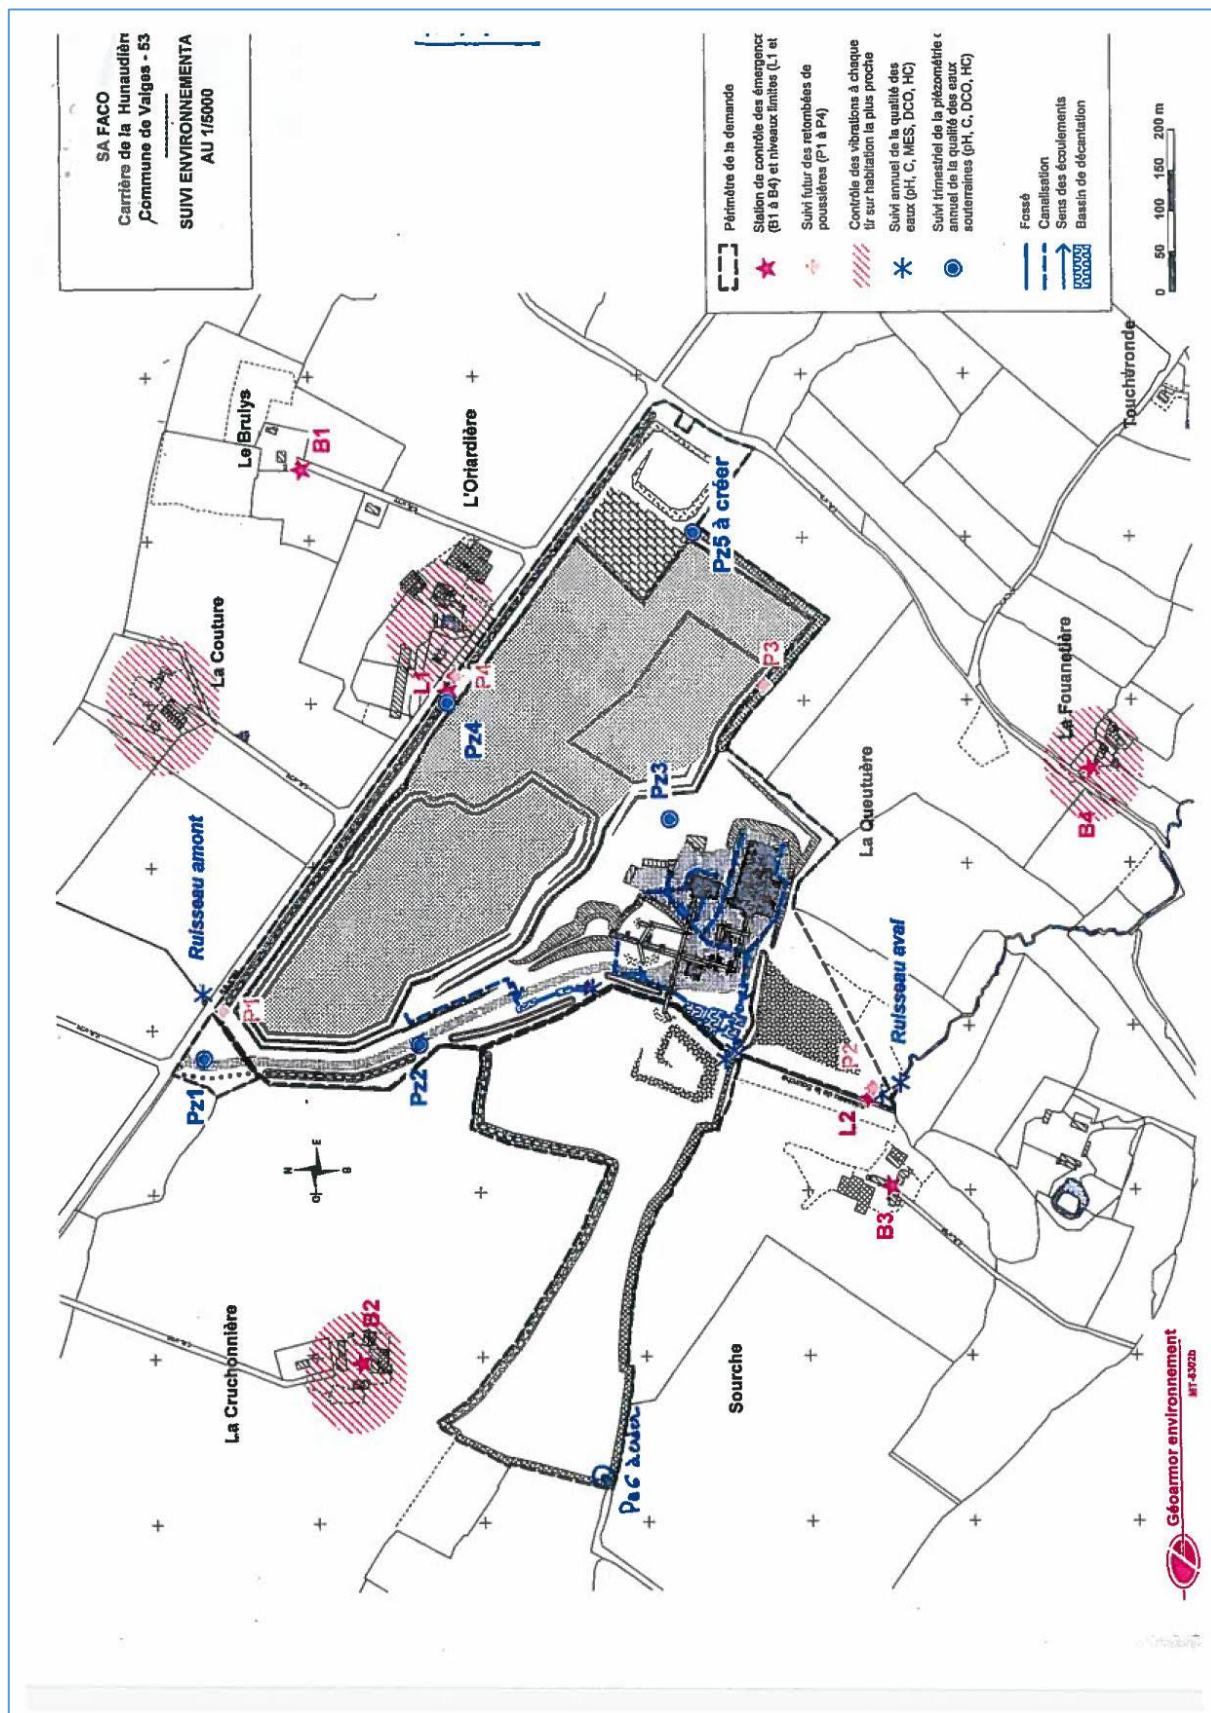 SA FACO
Carrière de la Hunaudièr
Commune de Vaiges - 53
SUIVI ENVIRONNEMENTA
AU 1/5000
Périmètre de la demande
Station de contrôle des émergenc
(B1 à B4) et niveaux limites (L1 et
Suivi futur des retombées de
poussières (P1 à P4)
Contrôle des vibrations à chaque
tir sur habitation la plus proche
Suivi annuel de la qualité des
eaux (pH, C, MES, DCO, HC)
Suivi trimestriel de la piézométrie
annuel de la qualité des eaux
souterraines (pH, C, DCO, HC)
Fossé
Canalisation
Sens des écoulements
Bassin de décantation
0 50 100 150 200 m
Le Brulys
B1
L'Oriardière
La Couture
L1
P4
Pz4
Pz5 à créer
P3
Pz3
Ruisseau amont
P1
Pz1
Pz2
N
E
S
O
La Queutuère
La Fouanetière
B4
Toucheronde
Ruisseau aval
P2
L2
B3
La Cruchonnière
B2
Sourche
Pz6 à créer
Géoarmor environnement
MT-6302b